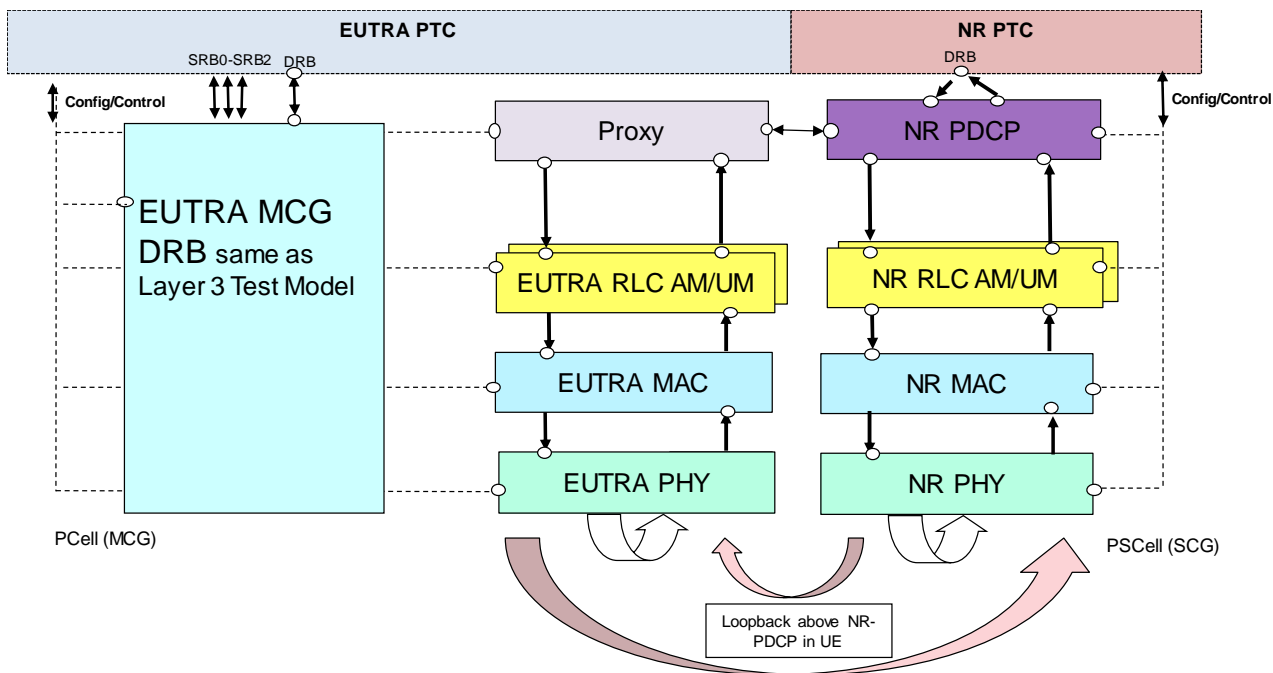 EUTRA PTC
NR PTC
SRB0-SRB2
DRB
DRB
Config/Control
Config/Control
EUTRA MCG
DRB same as
Layer 3 Test Model
Proxy
NR PDCP
EUTRA RLC AM/UM
NR RLC AM/UM
EUTRA MAC
NR MAC
EUTRA PHY
NR PHY
PCell (MCG)
PSCell (SCG)
Loopback above NR-
PDCP in UE